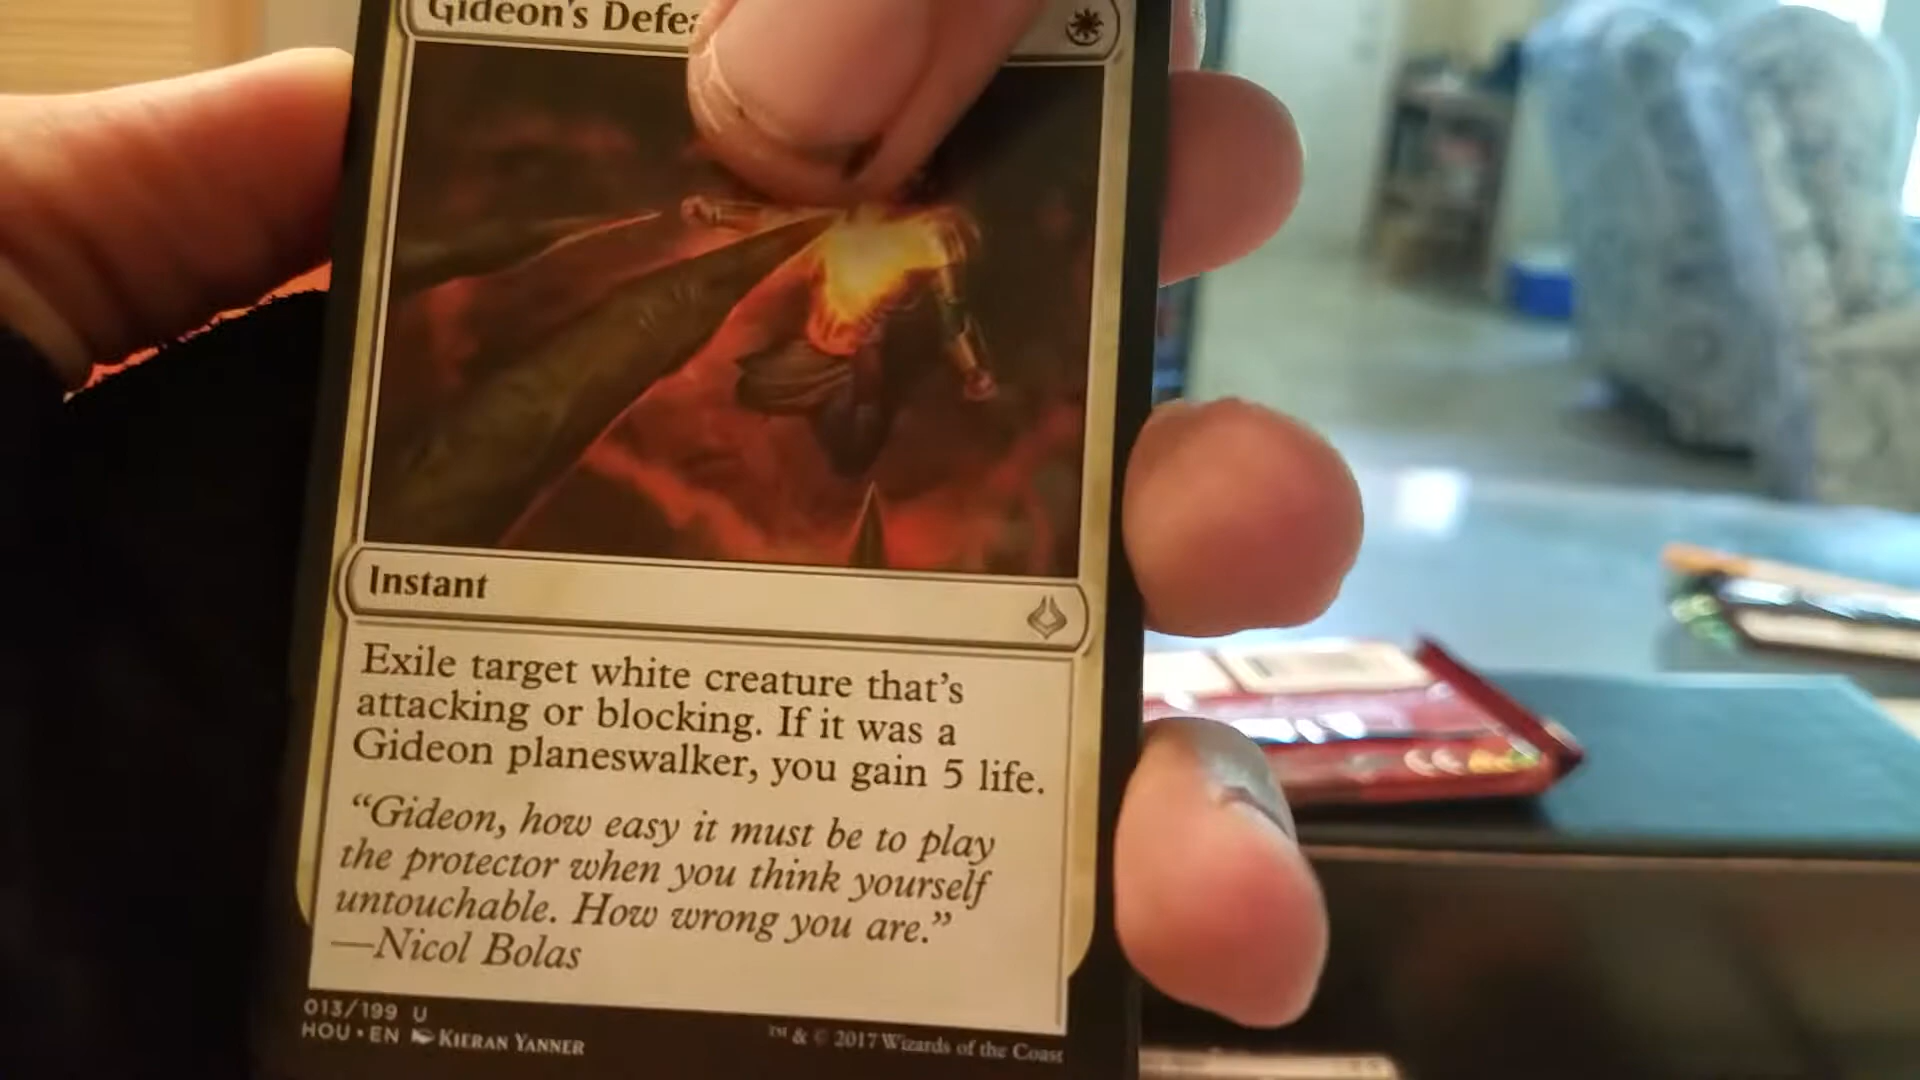 Gideon's Defea
Instant
Exile target white creature that's
attacking or blocking. If it was a
Gideon planeswalker, you gain 5 life.
“Gideon, how easy it must be to play
the protector when you think yourself
untouchable. How wrong you are.”
—Nicol Bolas
013/199 U
HOU • EN KIERAN YANNER
™ & © 2017 Wizards of the Coast